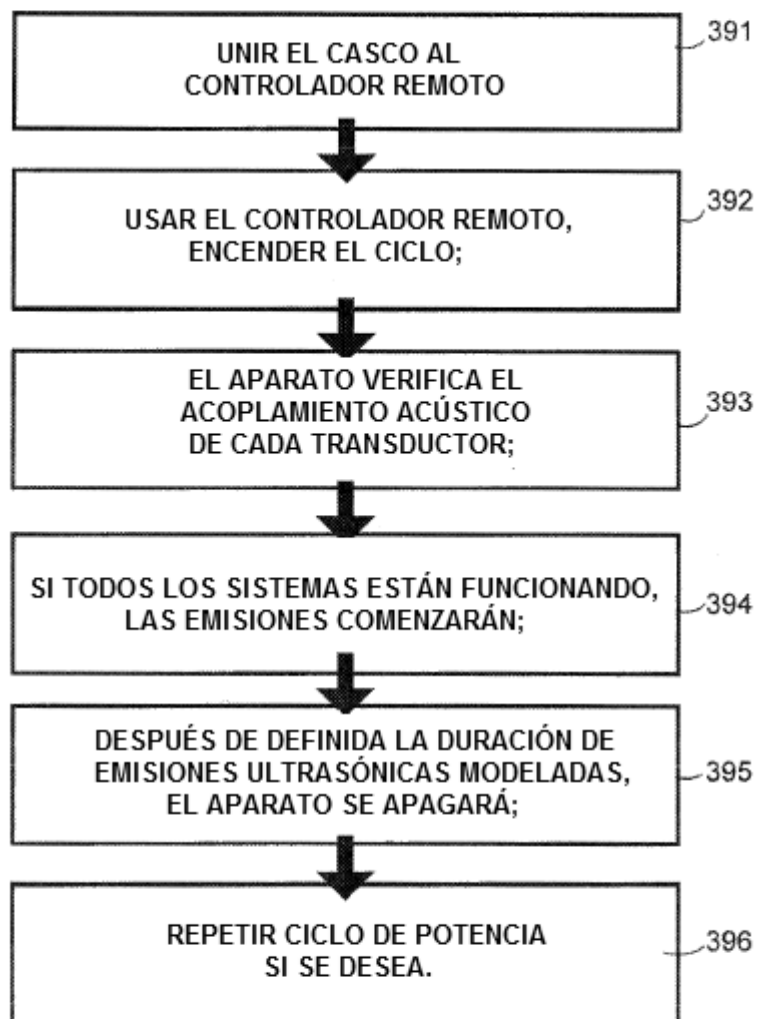 UNIR EL CASCO AL
CONTROLADOR REMOTO
391
USAR EL CONTROLADOR REMOTO,
ENCENDER EL CICLO;
392
EL APARATO VERIFICA EL
ACOPLAMIENTO ACÚSTICO
DE CADA TRANSDUCTOR;
393
SI TODOS LOS SISTEMAS ESTÁN FUNCIONANDO,
LAS EMISIONES COMENZARÁN;
394
DESPUÉS DE DEFINIDA LA DURACIÓN DE
EMISIONES ULTRASÓNICAS MODELADAS,
EL APARATO SE APAGARÁ;
395
REPETIR CICLO DE POTENCIA
SI SE DESEA.
396